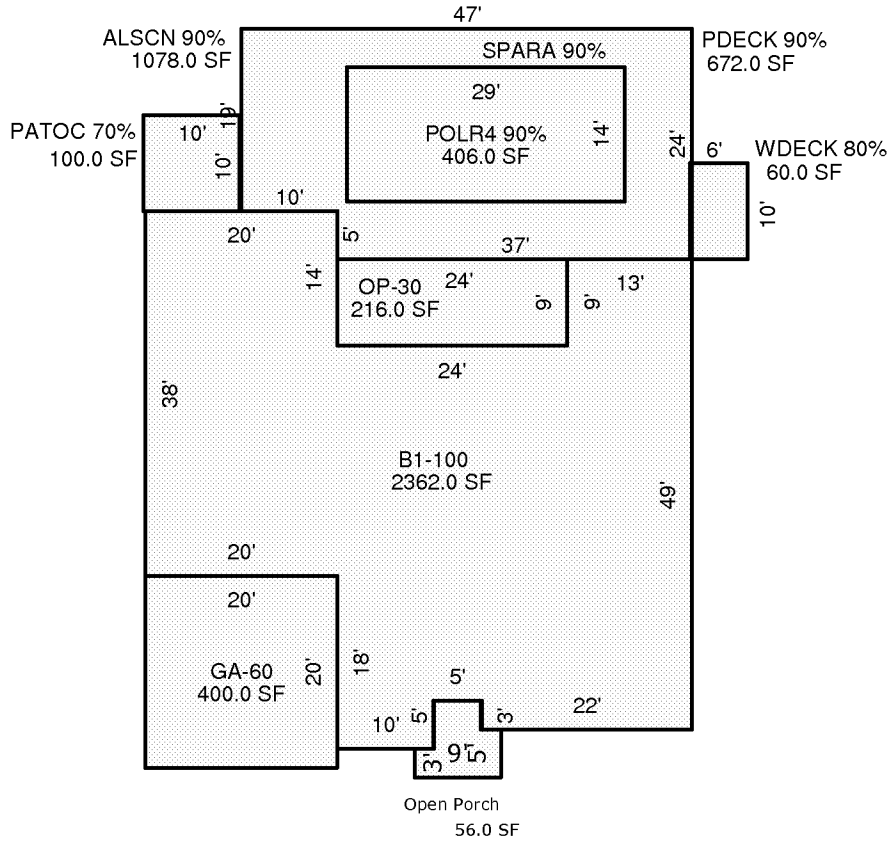 47'
ALSCN 90%
1078.0 SF
SPARA 90%
PDECK 90%
672.0 SF
29'
19'
PATOC 70%
100.0 SF
10'
10'
POLR4 90%
406.0 SF
14'
24'
6'
WDECK 80%
60.0 SF
10'
10'
20'
5'
37'
14'
OP-30
216.0 SF
24'
9'
9'
13'
24'
38'
B1-100
2362.0 SF
49'
20'
20'
GA-60
400.0 SF
20'
18'
5'
10'
5'
3'
22'
3'
9'
5'
Open Porch
56.0 SF